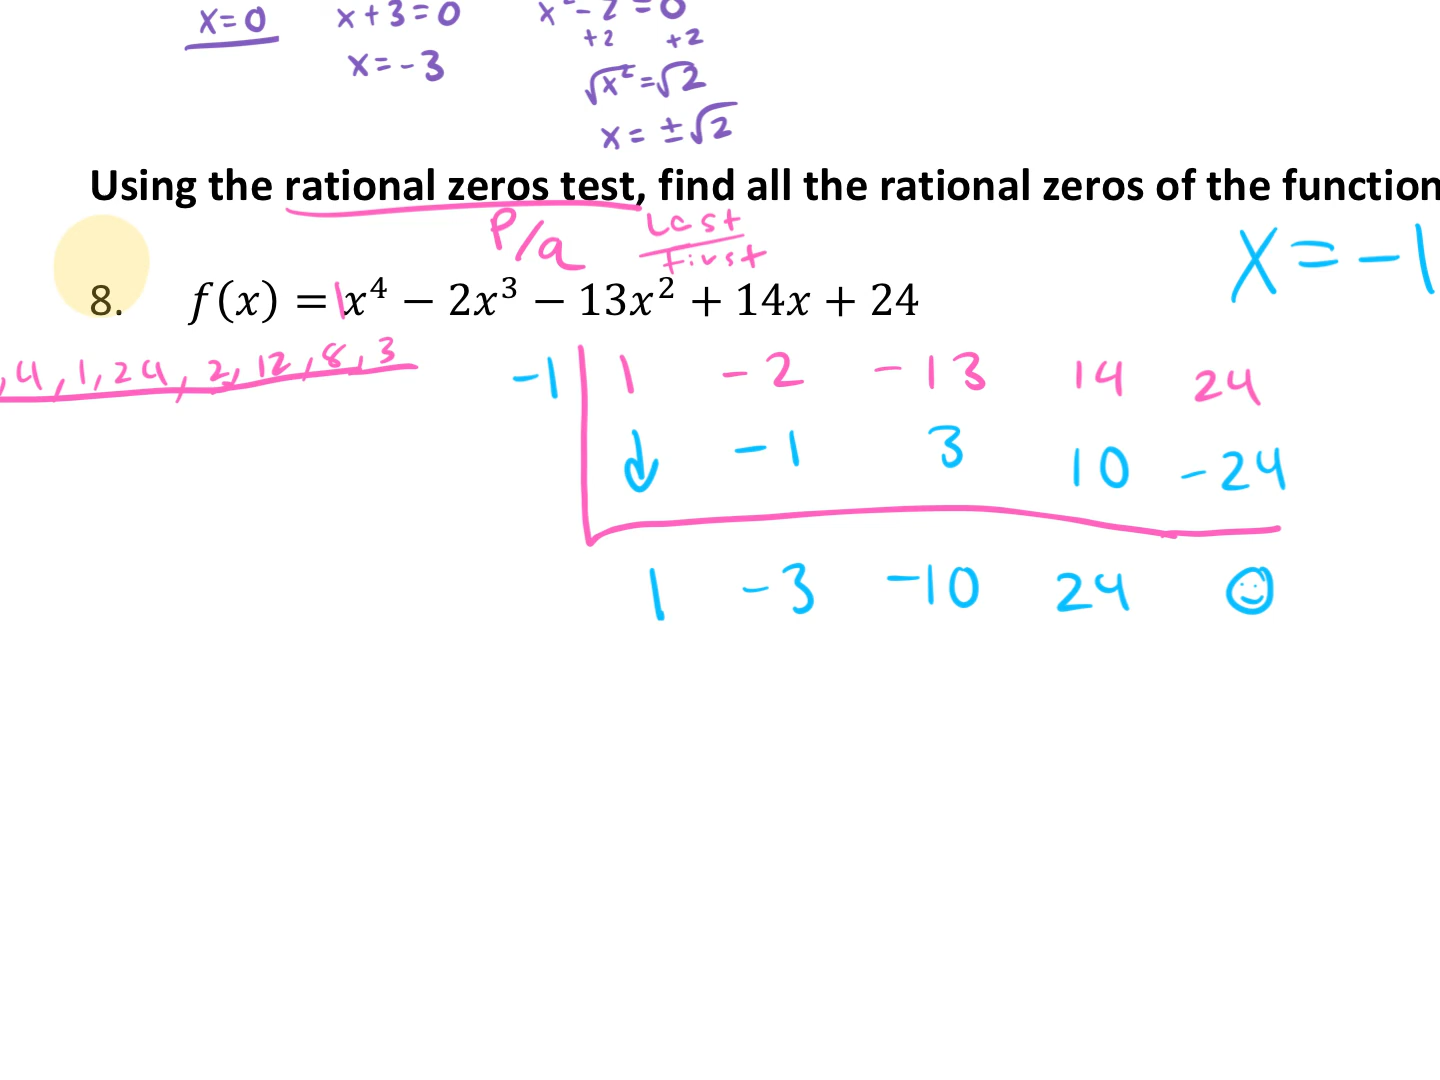 x=0 x+3=0 x²-2=0
+2 +2
x=-3
√x²=√2
x=±√2
Using the rational zeros test, find all the rational zeros of the function
P/q Last/First
x=-1
8. f(x) = 1x⁴ − 2x³ − 13x² + 14x + 24
,4,1,24,2,12,8,3
-1 1 -2 -13 14 24
↓ -1 3 10 -24
1 -3 -10 24